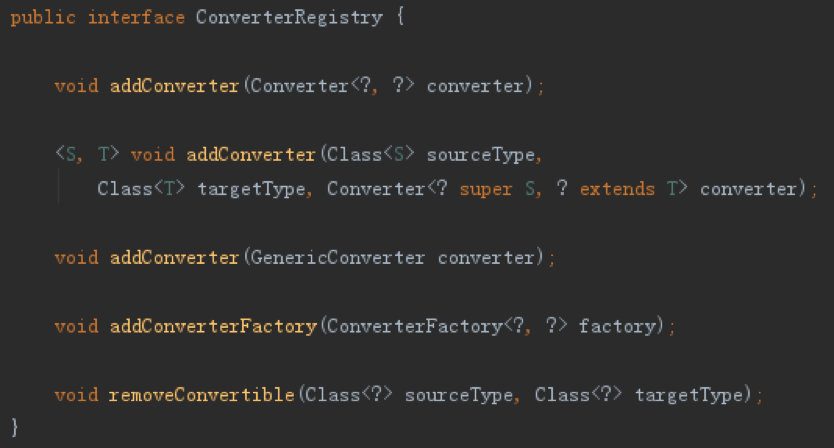 public interface ConverterRegistry {
void addConverter(Converter<?, ?> converter);
<S, T> void addConverter(Class<S> sourceType,
Class<T> targetType, Converter<? super S, ? extends T> converter);
void addConverter(GenericConverter converter);
void addConverterFactory(ConverterFactory<?, ?> factory);
void removeConvertible(Class<?> sourceType, Class<?> targetType);
}